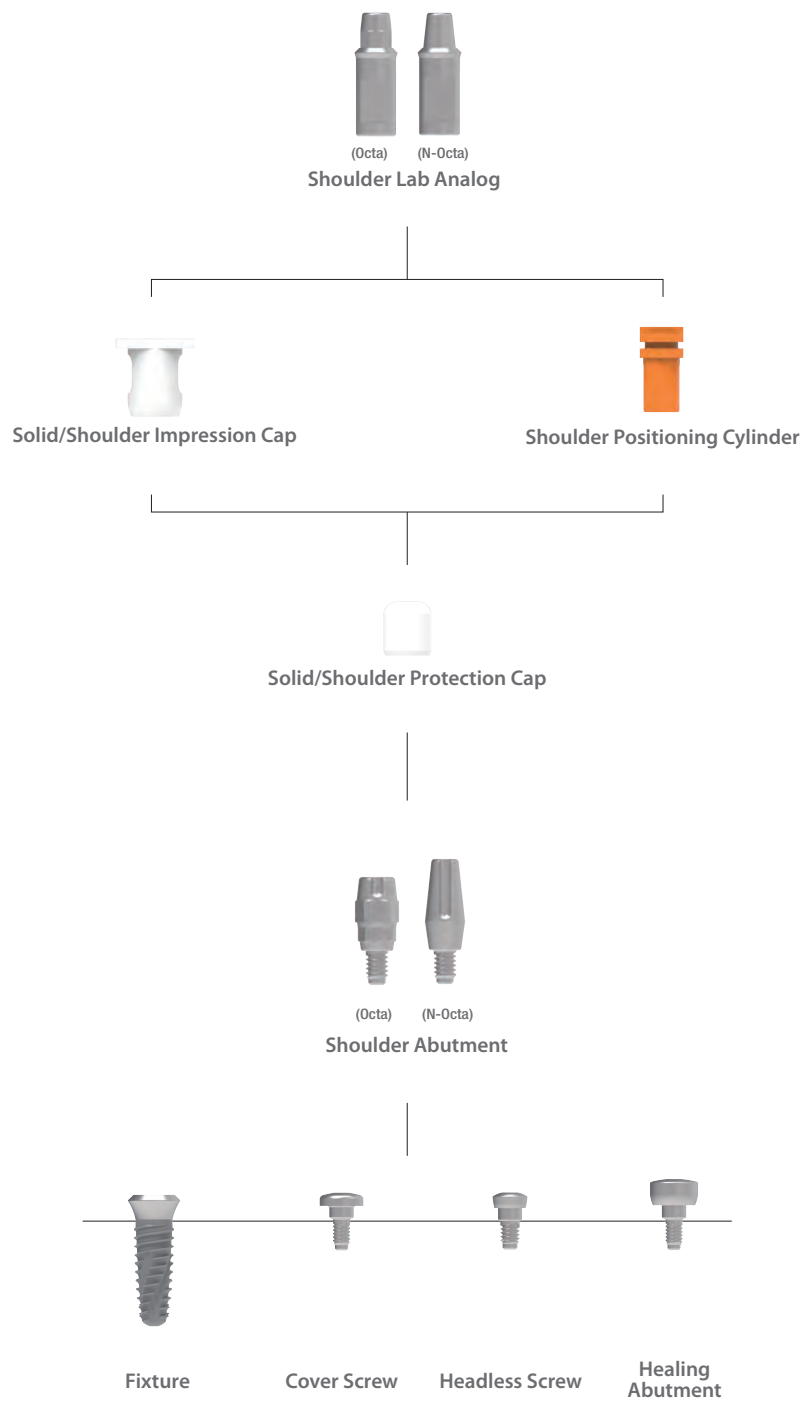 (Octa) (N-Octa)
Shoulder Lab Analog
Solid/Shoulder Impression Cap
Shoulder Positioning Cylinder
Solid/Shoulder Protection Cap
(Octa) (N-Octa)
Shoulder Abutment
Fixture
Cover Screw
Headless Screw
Healing
Abutment